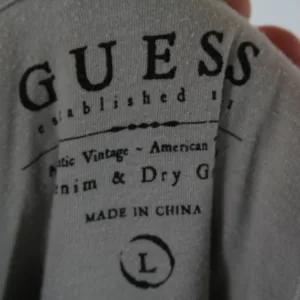 GUESS
established
Vintage ~ American
& Dry
MADE IN CHINA
L